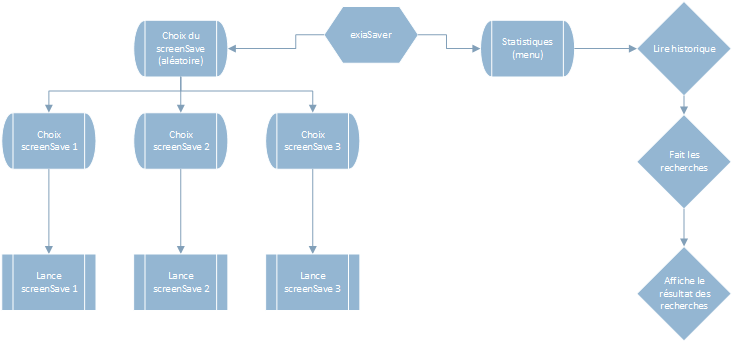 Choix du
screenSave
(aléatoire)
exiaSaver
Statistiques
(menu)
Lire historique
Choix
screenSave 1
Choix
screenSave 2
Choix
screenSave 3
Fait les
recherches
Lance
screenSave 1
Lance
screenSave 2
Lance
screenSave 3
Affiche le
résultat des
recherches